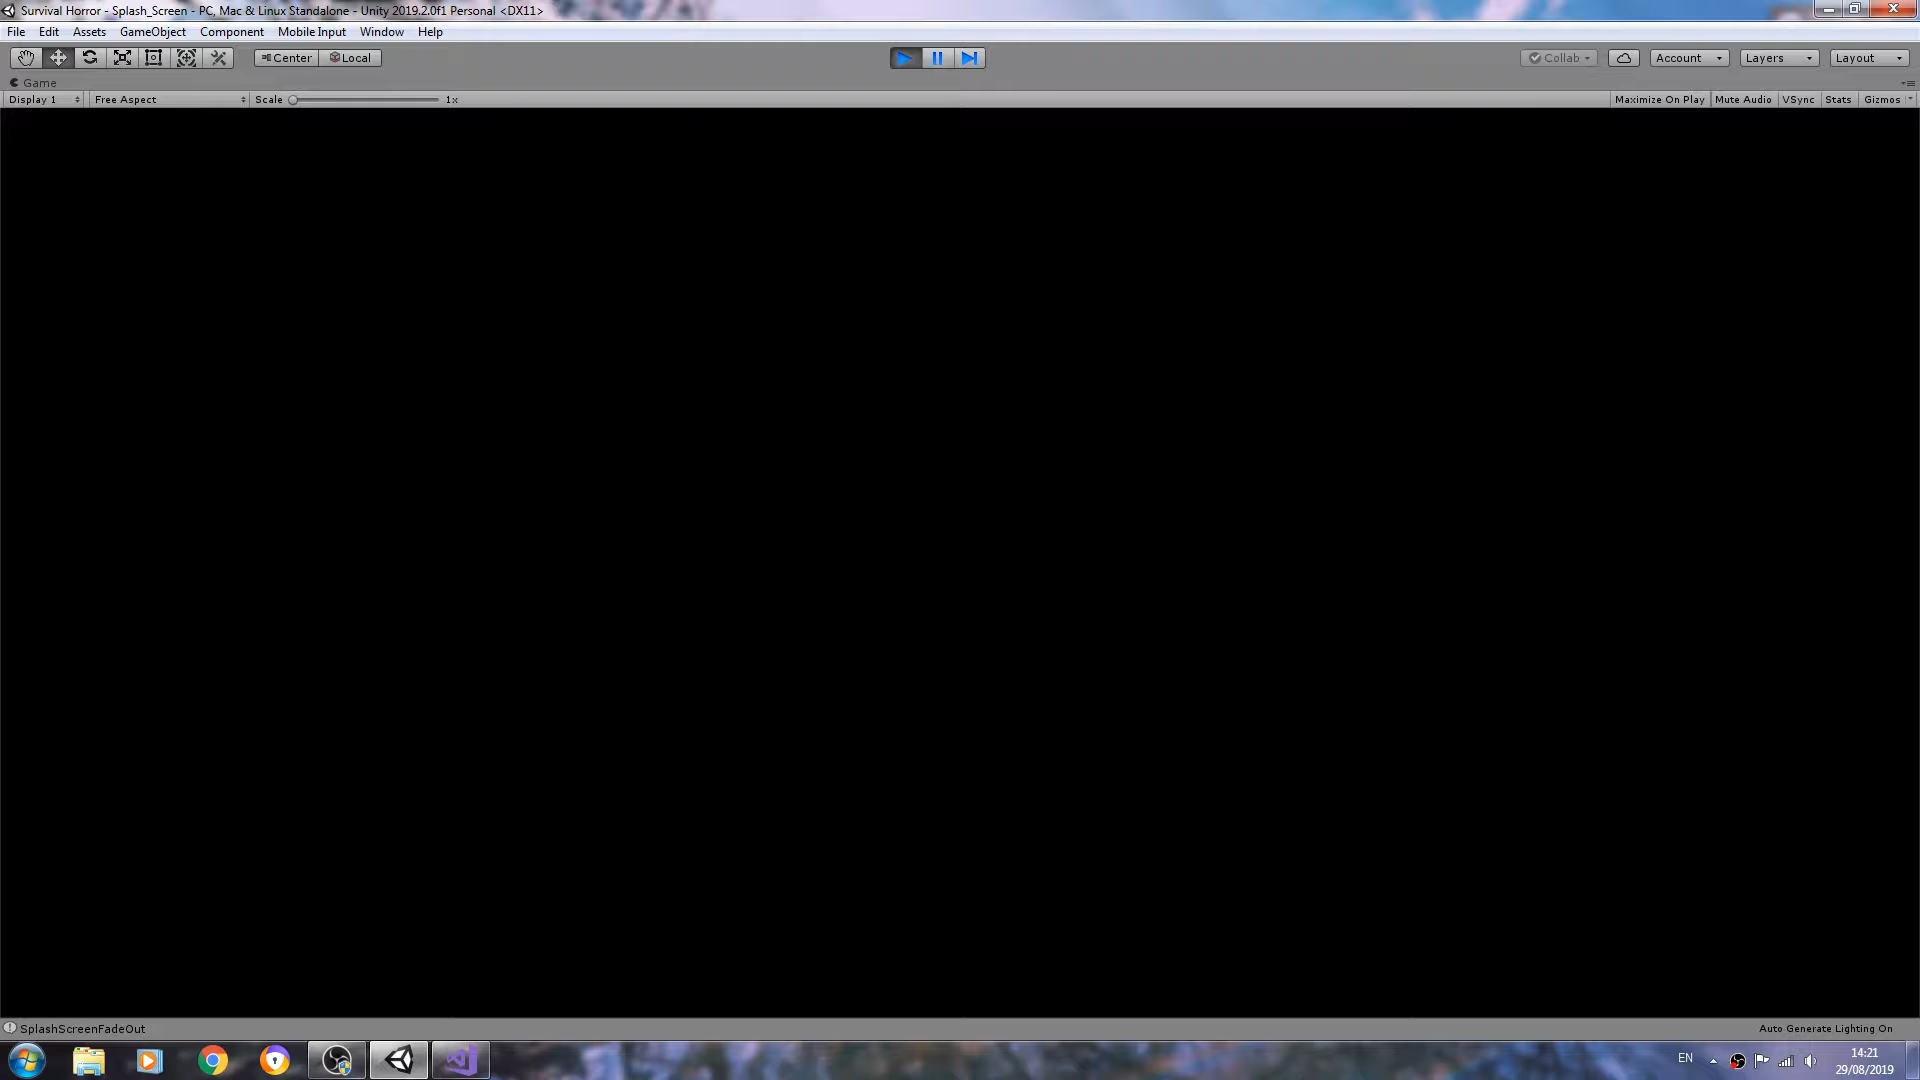 Survival Horror - Splash_Screen - PC, Mac & Linux Standalone - Unity 2019.2.0f1 Personal <DX11>
File Edit Assets GameObject Component Mobile Input Window Help
Center Local Collab Account Layers Layout
Game
Display 1 Free Aspect Scale 1x Maximize On Play Mute Audio VSync Stats Gizmos
SplashScreenFadeOut Auto Generate Lighting On
EN 14:21
29/08/2019